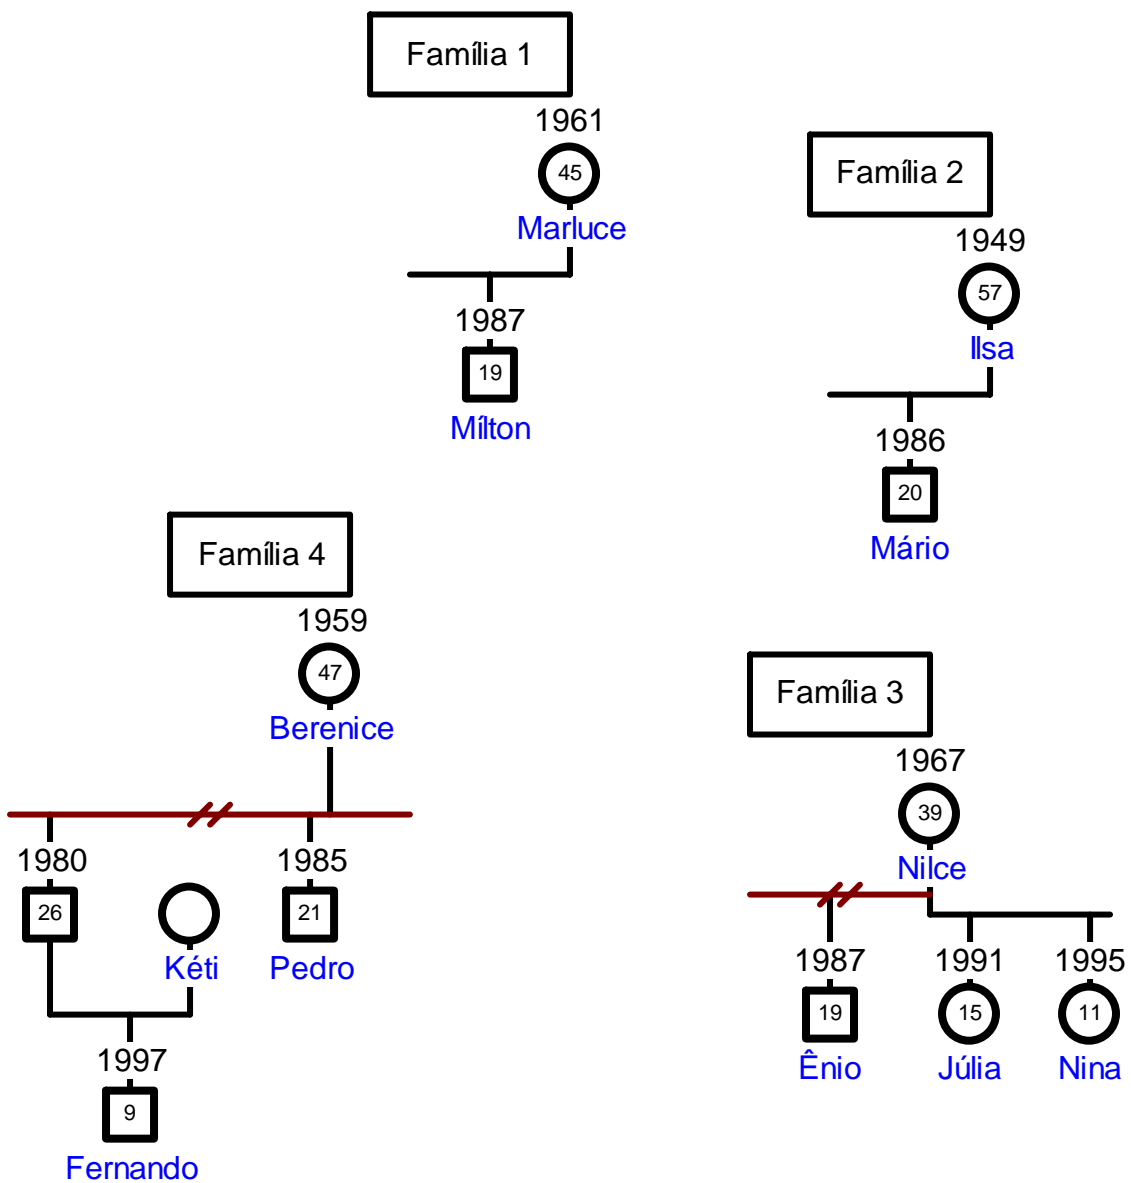 Família 1
1961
45
Marluce
1987
19
Mílton
Família 2
1949
57
Ilsa
1986
20
Mário
Família 4
1959
47
Berenice
1980
1985
26
21
Kéti
Pedro
1997
9
Fernando
Família 3
1967
39
Nilce
1987
1991
1995
19
15
11
Ênio
Júlia
Nina